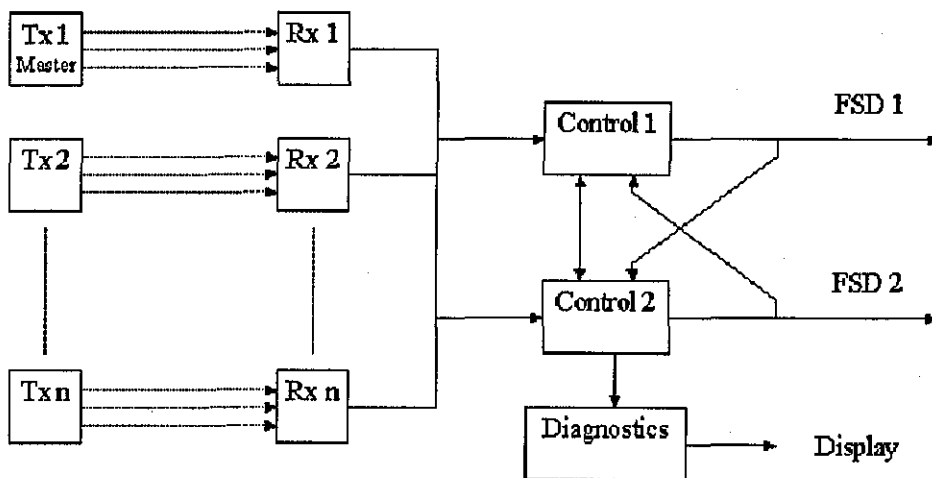 Tx 1
Master
Rx 1
FSD 1
Control 1
Tx 2
Rx 2
FSD 2
Control 2
Tx n
Rx n
Diagnostics
Display